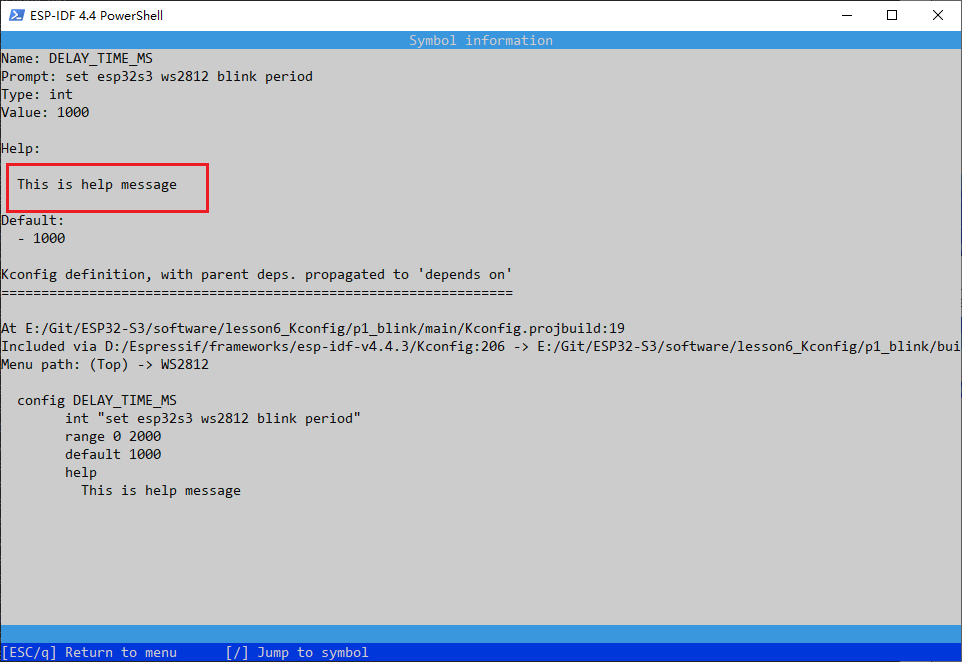 ESP-IDF 4.4 PowerShell
Symbol information
Name: DELAY_TIME_MS
Prompt: set esp32s3 ws2812 blink period
Type: int
Value: 1000
Help:
This is help message
Default:
- 1000
Kconfig definition, with parent deps. propagated to 'depends on'
================================================================
At E:/Git/ESP32-S3/software/lesson6_Kconfig/p1_blink/main/Kconfig.projbuild:19
Included via D:/Espressif/frameworks/esp-idf-v4.4.3/Kconfig:206 -> E:/Git/ESP32-S3/software/lesson6_Kconfig/p1_blink/bui
Menu path: (Top) -> WS2812
config DELAY_TIME_MS
int "set esp32s3 ws2812 blink period"
range 0 2000
default 1000
help
This is help message
[ESC/q] Return to menu [/] Jump to symbol